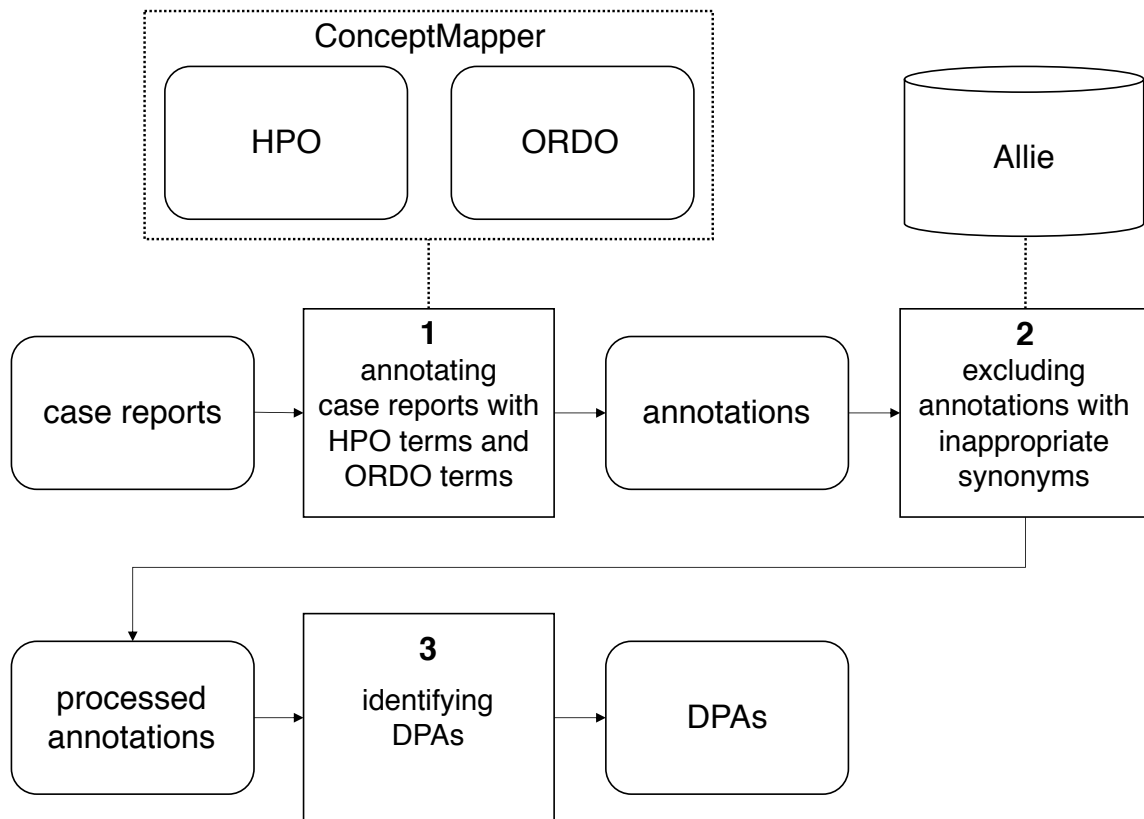 ConceptMapper
HPO
ORDO
Allie
case reports
1
annotating
case reports with
HPO terms and
ORDO terms
annotations
2
excluding
annotations with
inappropriate
synonyms
processed
annotations
3
identifying
DPAs
DPAs